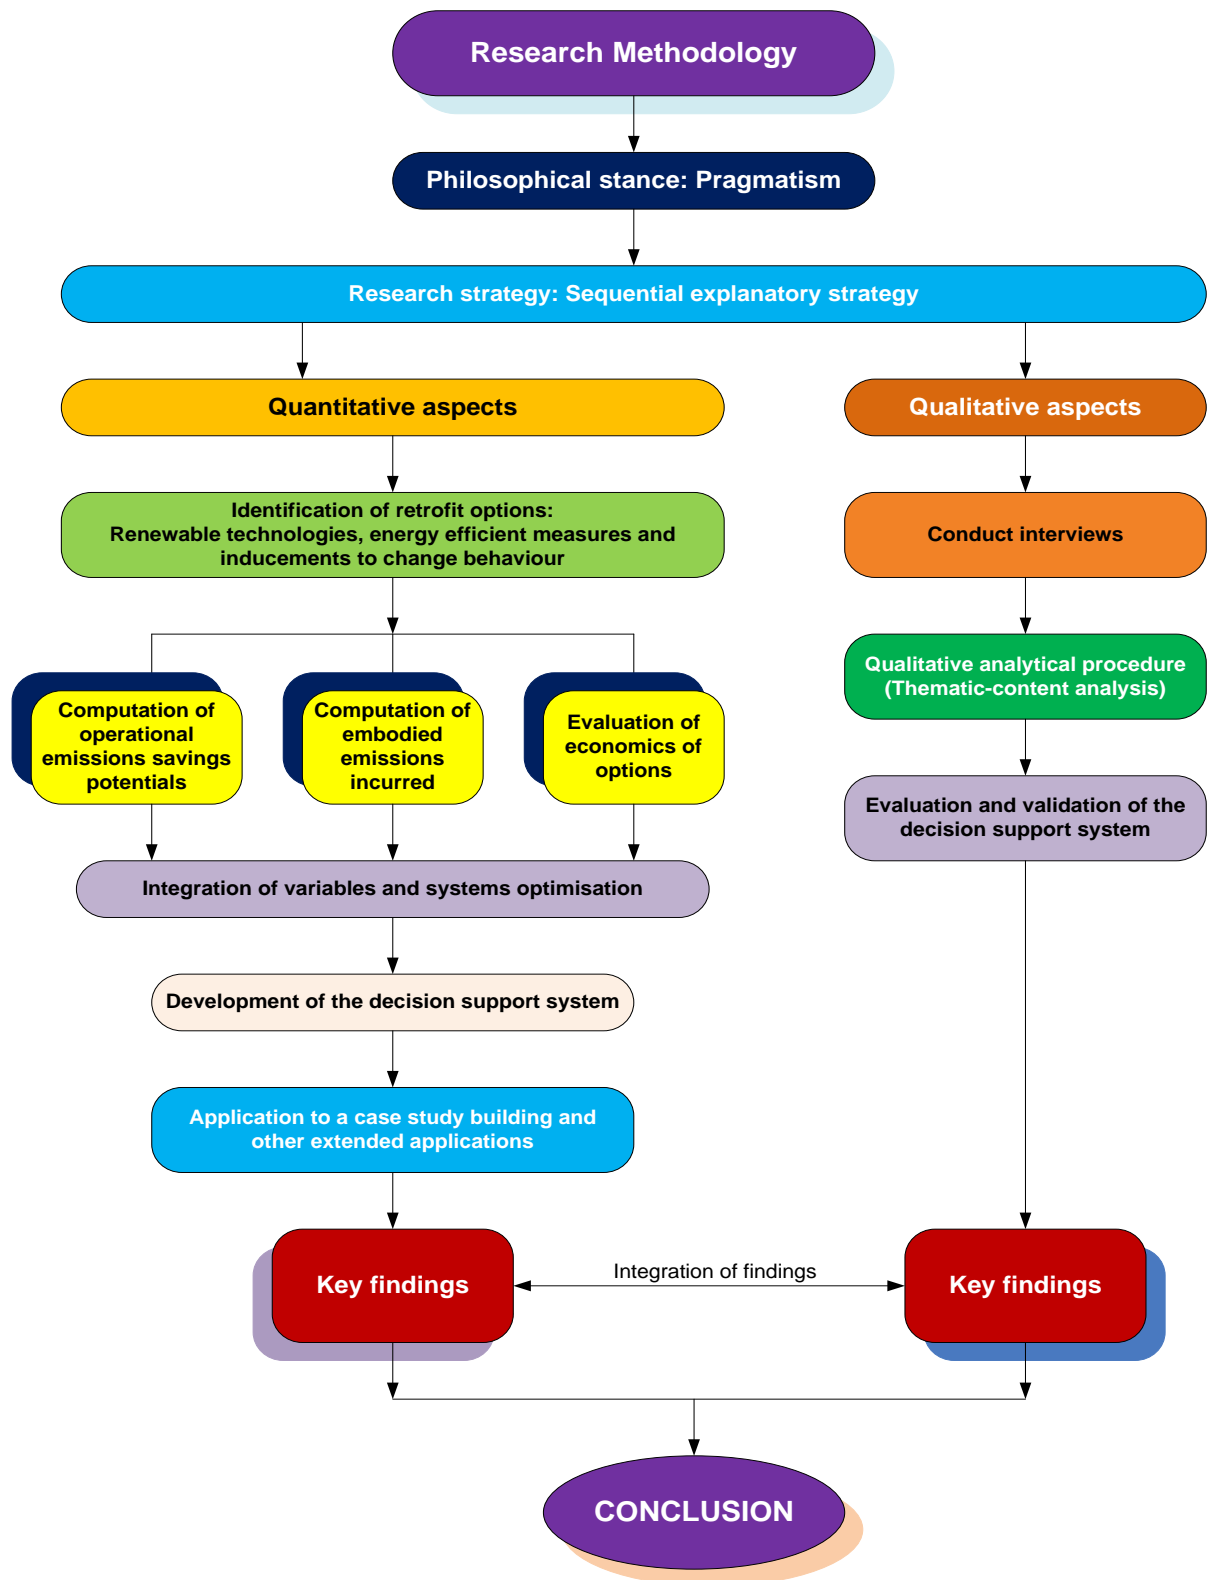 Research Methodology
Philosophical stance: Pragmatism
Research strategy: Sequential explanatory strategy
Quantitative aspects
Qualitative aspects
Identification of retrofit options:
Renewable technologies, energy efficient measures and
inducements to change behaviour
Conduct interviews
Qualitative analytical procedure
(Thematic-content analysis)
Computation of
operational
emissions savings
potentials
Computation of
embodied
emissions
incurred
Evaluation of
economics of
options
Evaluation and validation of the
decision support system
Integration of variables and systems optimisation
Development of the decision support system
Application to a case study building and
other extended applications
Key findings
Integration of findings
Key findings
CONCLUSION